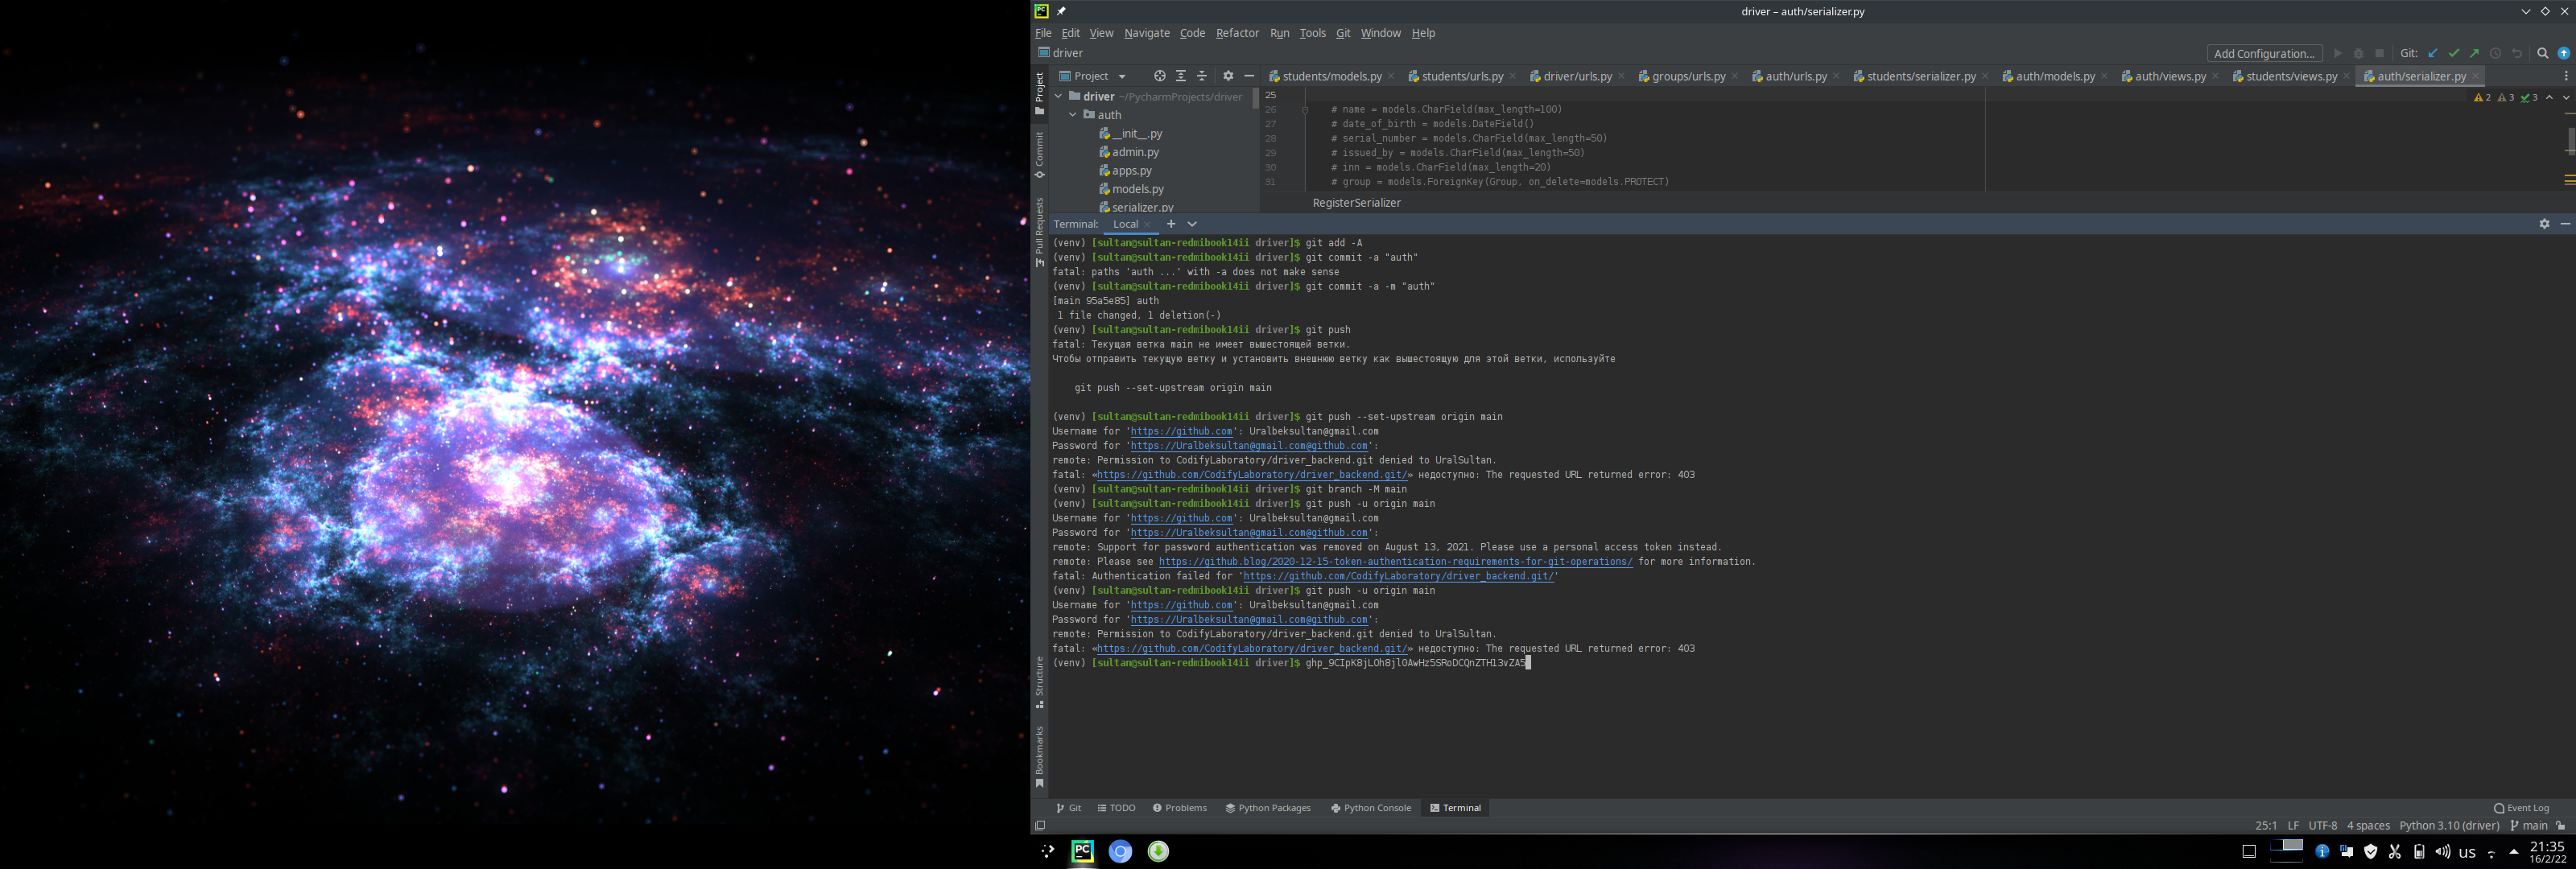 driver – auth/serializer.py
File Edit View Navigate Code Refactor Run Tools Git Window Help
driver
Add Configuration...
Git:
Project
students/models.py
students/urls.py
driver/urls.py
groups/urls.py
auth/urls.py
students/serializer.py
auth/models.py
auth/views.py
students/views.py
auth/serializer.py
Project
Commit
Pull Requests
Structure
Bookmarks
driver ~/PycharmProjects/driver
auth
__init__.py
admin.py
apps.py
models.py
serializer.py
25
26 # name = models.CharField(max_length=100)
27 # date_of_birth = models.DateField()
28 # serial_number = models.CharField(max_length=50)
29 # issued_by = models.CharField(max_length=50)
30 # inn = models.CharField(max_length=20)
31 # group = models.ForeignKey(Group, on_delete=models.PROTECT)
2 3 3
RegisterSerializer
Terminal: Local
(venv) [sultan@sultan-redmibook14ii driver]$ git add -A
(venv) [sultan@sultan-redmibook14ii driver]$ git commit -a "auth"
fatal: paths 'auth ...' with -a does not make sense
(venv) [sultan@sultan-redmibook14ii driver]$ git commit -a -m "auth"
[main 95a5e85] auth
1 file changed, 1 deletion(-)
(venv) [sultan@sultan-redmibook14ii driver]$ git push
fatal: Текущая ветка main не имеет вышестоящей ветки.
Чтобы отправить текущую ветку и установить внешнюю ветку как вышестоящую для этой ветки, используйте
git push --set-upstream origin main
(venv) [sultan@sultan-redmibook14ii driver]$ git push --set-upstream origin main
Username for 'https://github.com': Uralbeksultan@gmail.com
Password for 'https://Uralbeksultan@gmail.com@github.com':
remote: Permission to CodifyLaboratory/driver_backend.git denied to UralSultan.
fatal: «https://github.com/CodifyLaboratory/driver_backend.git/» недоступно: The requested URL returned error: 403
(venv) [sultan@sultan-redmibook14ii driver]$ git branch -M main
(venv) [sultan@sultan-redmibook14ii driver]$ git push -u origin main
Username for 'https://github.com': Uralbeksultan@gmail.com
Password for 'https://Uralbeksultan@gmail.com@github.com':
remote: Support for password authentication was removed on August 13, 2021. Please use a personal access token instead.
remote: Please see https://github.blog/2020-12-15-token-authentication-requirements-for-git-operations/ for more information.
fatal: Authentication failed for 'https://github.com/CodifyLaboratory/driver_backend.git/'
(venv) [sultan@sultan-redmibook14ii driver]$ git push -u origin main
Username for 'https://github.com': Uralbeksultan@gmail.com
Password for 'https://Uralbeksultan@gmail.com@github.com':
remote: Permission to CodifyLaboratory/driver_backend.git denied to UralSultan.
fatal: «https://github.com/CodifyLaboratory/driver_backend.git/» недоступно: The requested URL returned error: 403
(venv) [sultan@sultan-redmibook14ii driver]$
Git TODO Problems Python Packages Python Console Terminal
Event Log
25:1 LF UTF-8 4 spaces Python 3.10 (driver) main
PC
us
21:35
16/2/22